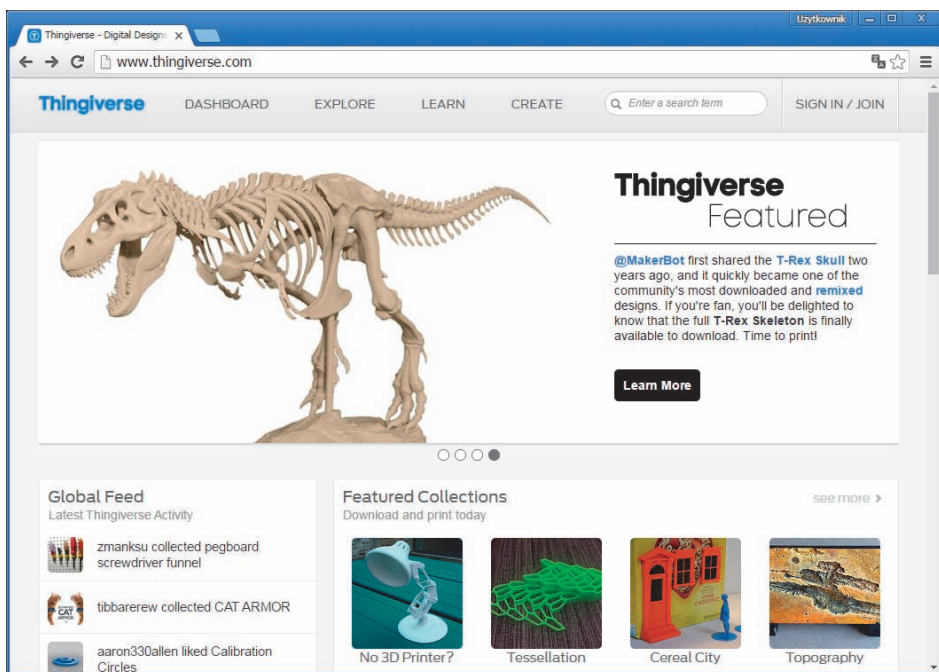 Użytkownik
Thingiverse - Digital Designs
www.thingiverse.com
Thingiverse DASHBOARD EXPLORE LEARN CREATE Enter a search term SIGN IN / JOIN
Thingiverse
Featured
@MakerBot first shared the T-Rex Skull two
years ago, and it quickly became one of the
community's most downloaded and remixed
designs. If you're fan, you'll be delighted to
know that the full T-Rex Skeleton is finally
available to download. Time to print!
Learn More
Global Feed
Latest Thingiverse Activity
zmanksu collected pegboard
screwdriver funnel
CAT
tibbarerew collected CAT ARMOR
aaron330allen liked Calibration
Circles
Featured Collections see more
Download and print today
No 3D Printer? Tessellation Cereal City Topography